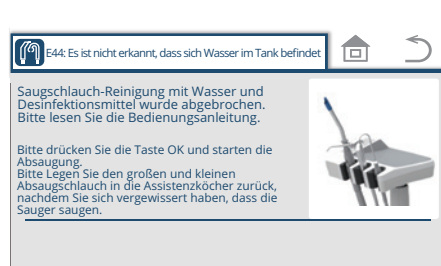 E44: Es ist nicht erkannt, dass sich Wasser im Tank befindet
Saugschlauch-Reinigung mit Wasser und
Desinfektionsmittel wurde abgebrochen.
Bitte lesen Sie die Bedienungsanleitung.
Bitte drücken Sie die Taste OK und starten die
Absaugung.
Bitte Legen Sie den großen und kleinen
Absaugschlauch in die Assistenzköcher zurück,
nachdem Sie sich vergewissert haben, dass die
Sauger saugen.